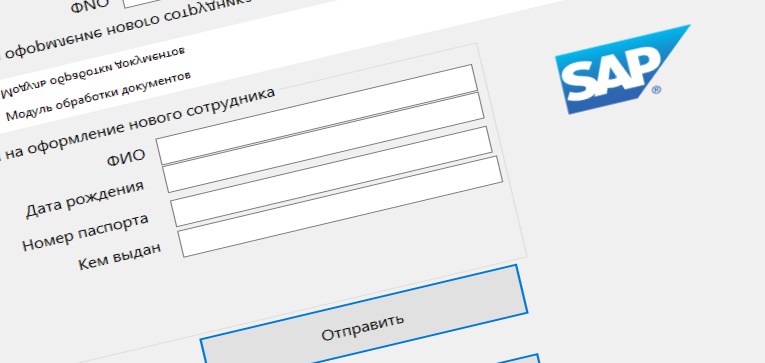 ФИО
оформление нового сотрудника
Модуль обработки документов
Модуль обработки документов
на оформление нового сотрудника
ФИО
Дата рождения
Номер паспорта
Кем выдан
Отправить
SAP ®